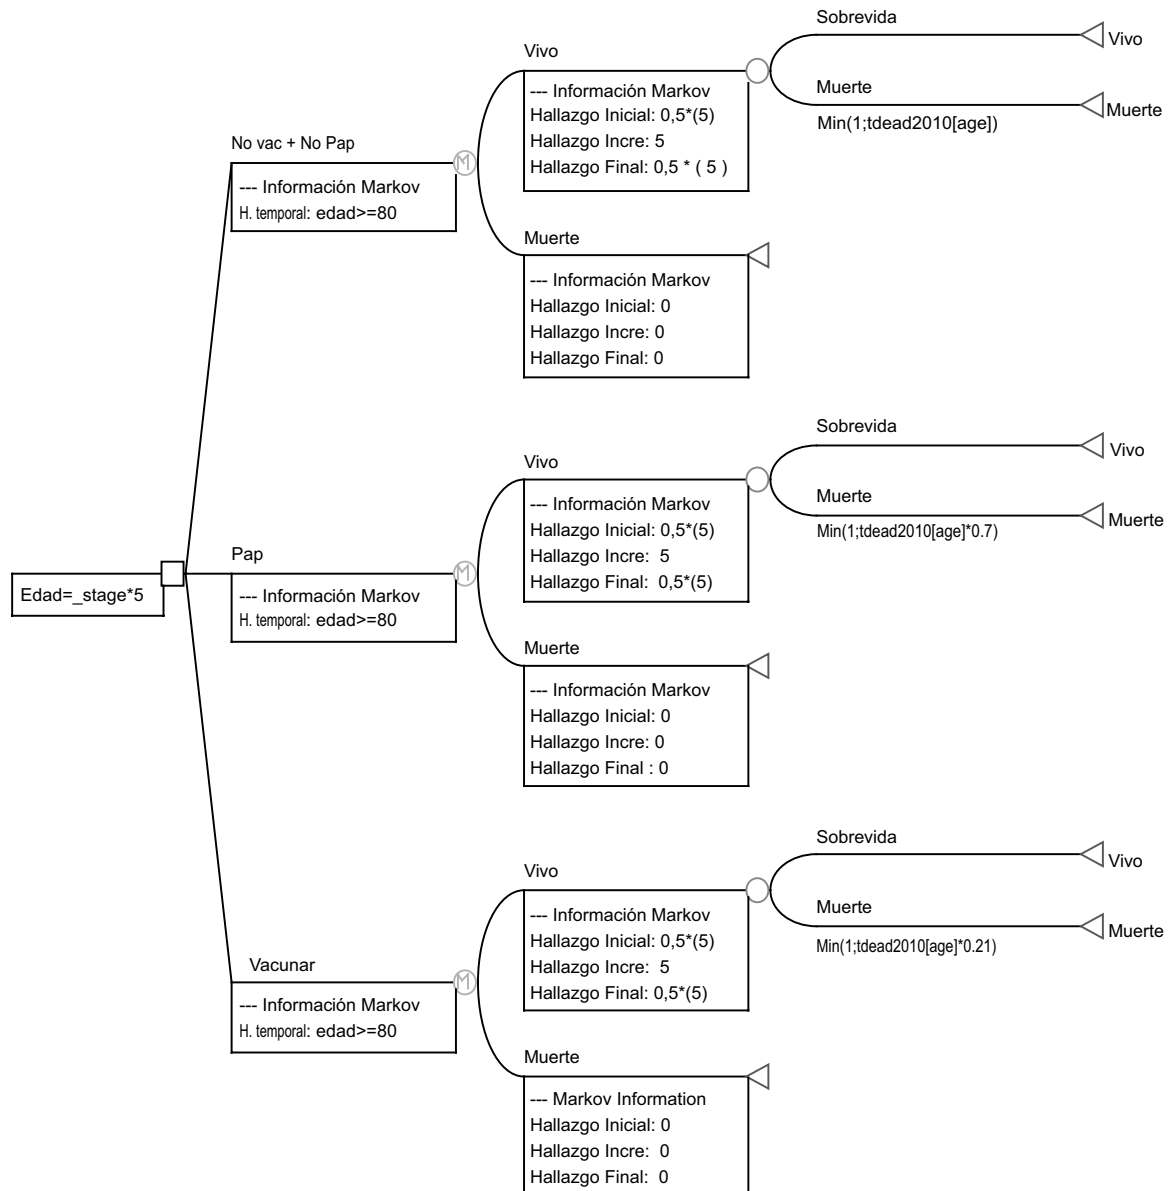 Sobrevida
Vivo
Vivo
--- Información Markov
Hallazgo Inicial: 0,5*(5)
Hallazgo Incre: 5
Hallazgo Final: 0,5 * ( 5 )
Muerte
Muerte
Min(1;tdead2010[age])
No vac + No Pap
M
--- Información Markov
H. temporal: edad>=80
Muerte
--- Información Markov
Hallazgo Inicial: 0
Hallazgo Incre: 0
Hallazgo Final: 0
Sobrevida
Vivo
Vivo
--- Información Markov
Hallazgo Inicial: 0,5*(5)
Hallazgo Incre:  5
Hallazgo Final:  0,5*(5)
Muerte
Muerte
Min(1;tdead2010[age]*0.7)
Pap
M
--- Información Markov
H. temporal: edad>=80
Edad=_stage*5
Muerte
--- Información Markov
Hallazgo Inicial: 0
Hallazgo Incre: 0
Hallazgo Final : 0
Sobrevida
Vivo
Vivo
--- Información Markov
Hallazgo Inicial: 0,5*(5)
Hallazgo Incre:  5
Hallazgo Final: 0,5*(5)
Muerte
Muerte
Min(1;tdead2010[age]*0.21)
Vacunar
M
--- Información Markov
H. temporal: edad>=80
Muerte
--- Markov Information
Hallazgo Inicial: 0
Hallazgo Incre:  0
Hallazgo Final:  0